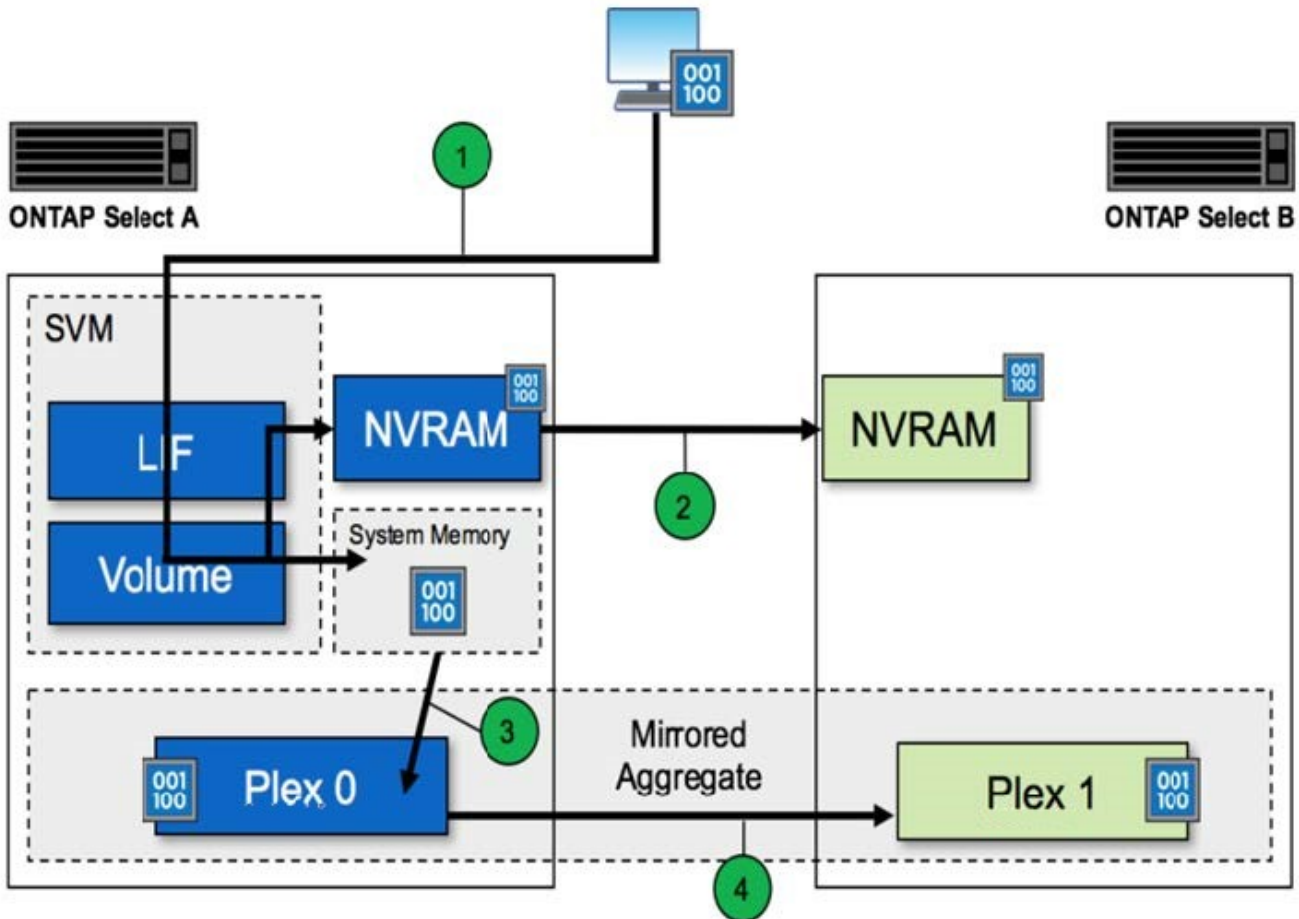 001
100
1
ONTAP Select A
ONTAP Select B
SVM
LIF
Volume
NVRAM
001
100
2
NVRAM
001
100
System Memory
001
100
3
Mirrored
Aggregate
001
100
Plex 0
Plex 1
001
100
4